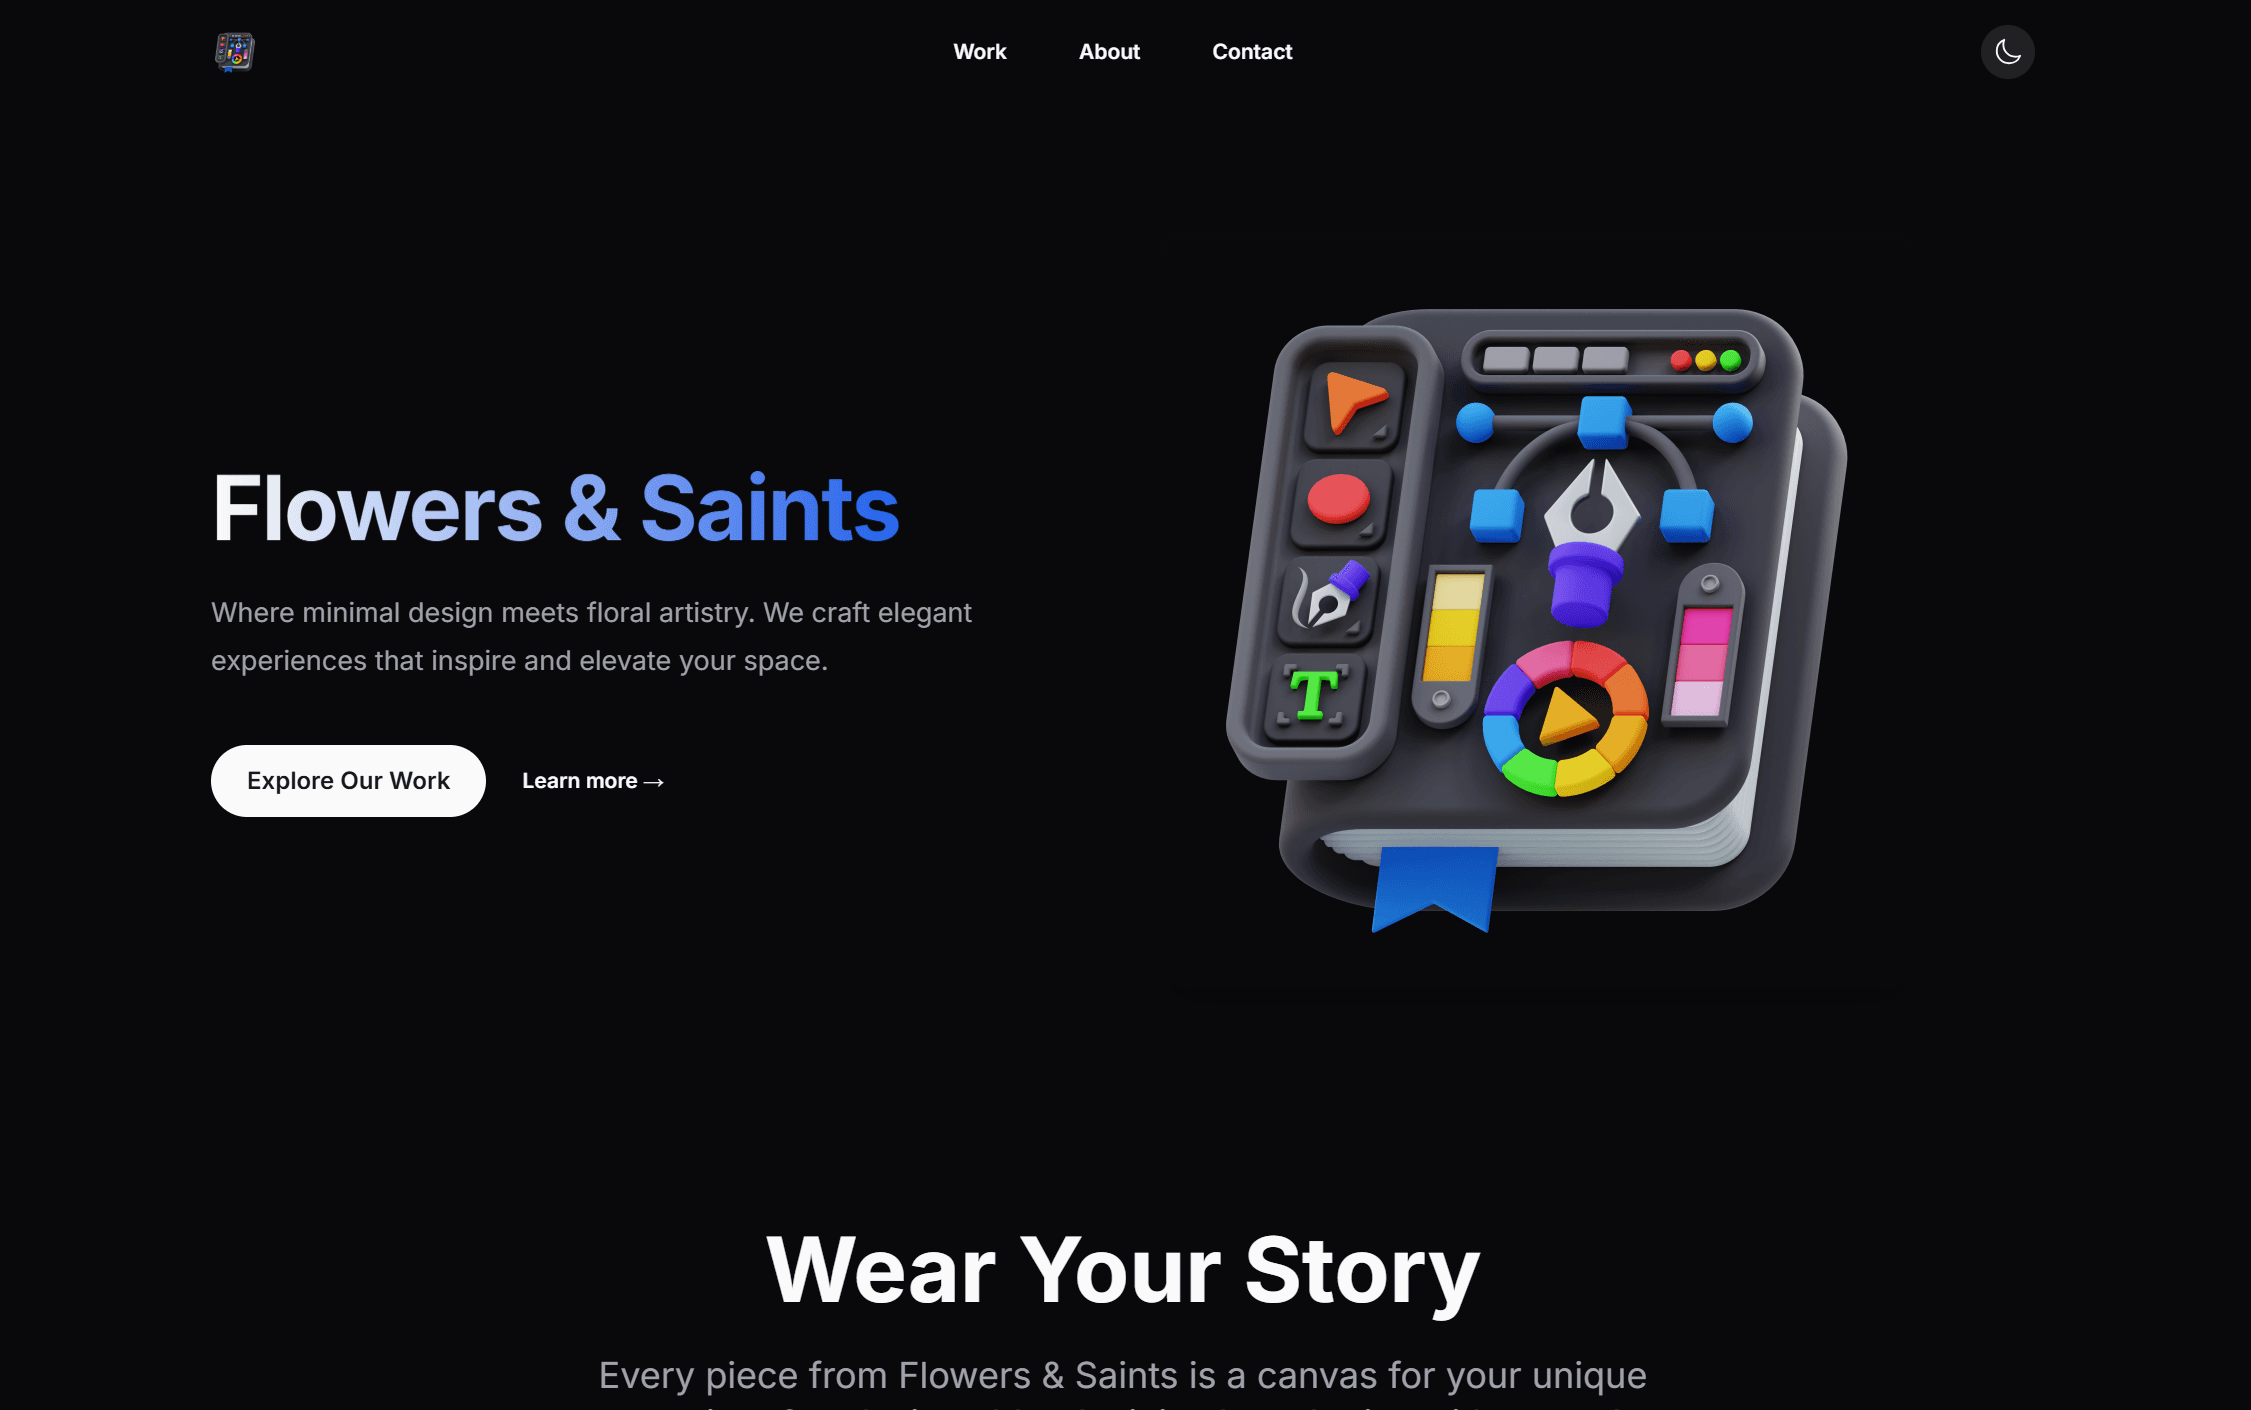 Work
About
Contact
Flowers & Saints
Where minimal design meets floral artistry. We craft elegant
experiences that inspire and elevate your space.
Explore Our Work
Learn more →
T
Wear Your Story
Every piece from Flowers & Saints is a canvas for your unique